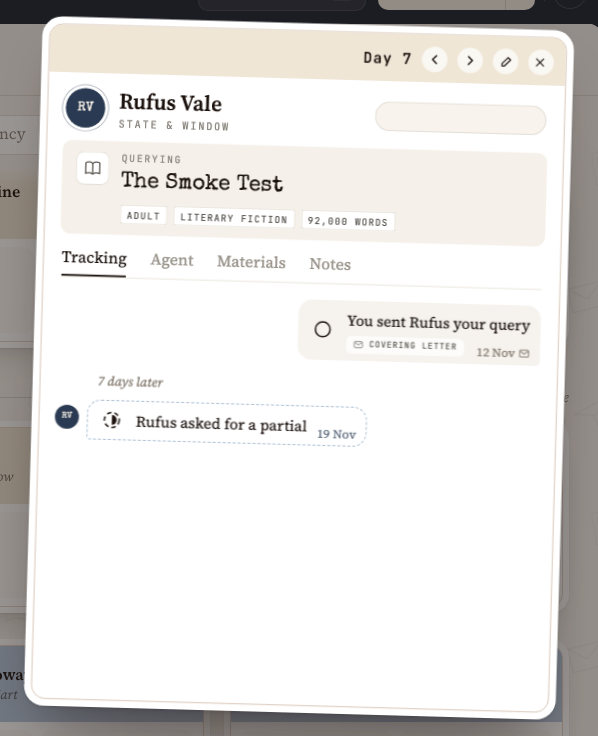 Day 7
RV
Rufus Vale
STATE & WINDOW
QUERYING
The Smoke Test
ADULT
LITERARY FICTION
92,000 WORDS
Tracking
Agent
Materials
Notes
You sent Rufus your query
COVERING LETTER
12 Nov
7 days later
RV
Rufus asked for a partial
19 Nov